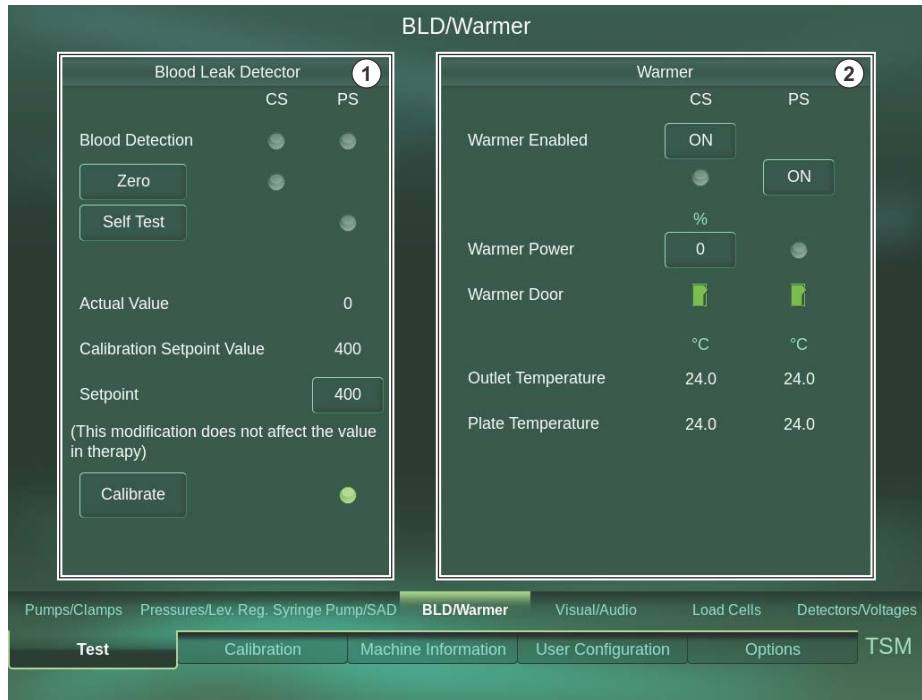 BLD/Warmer
Blood Leak Detector 1
CS PS
Blood Detection
Zero
Self Test
Actual Value 0
Calibration Setpoint Value 400
Setpoint 400
(This modification does not affect the value
in therapy)
Calibrate
Warmer 2
CS PS
Warmer Enabled ON
ON
%
Warmer Power 0
Warmer Door
°C °C
Outlet Temperature 24.0 24.0
Plate Temperature 24.0 24.0
Pumps/Clamps Pressures/Lev. Reg. Syringe Pump/SAD BLD/Warmer Visual/Audio Load Cells Detectors/Voltages
Test Calibration Machine Information User Configuration Options TSM